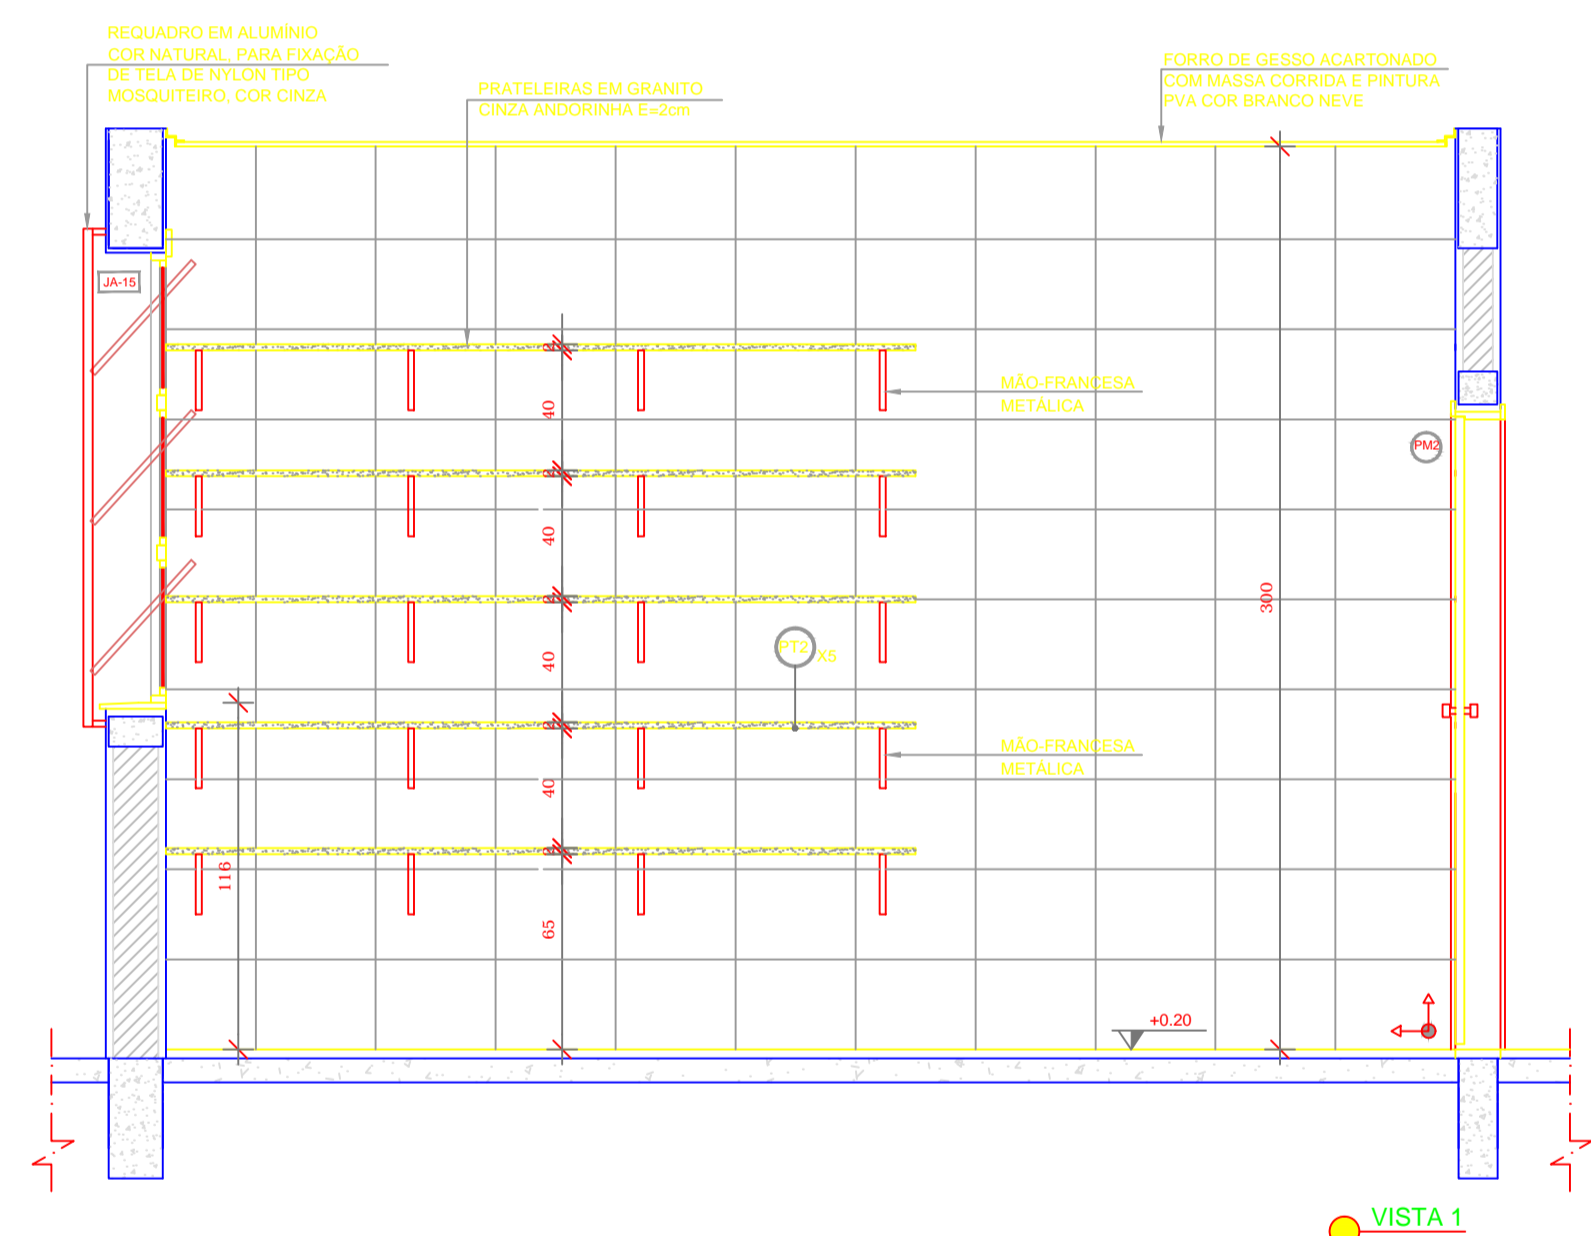 REQUADRO EM ALUMÍNIO
COR NATURAL, PARA FIXAÇÃO
DE TELA DE NYLON TIPO
MOSQUITEIRO, COR CINZA
PRATELEIRAS EM GRANITO
CINZA ANDORINHA E=2cm
FORRO DE GESSO ACARTONADO
COM MASSA CORRIDA E PINTURA
PVA COR BRANCO NEVE
JA-15
MÃO-FRANCESA
METÁLICA
40
PM2
40
300
40
PT2
X5
MÃO-FRANCESA
METÁLICA
40
116
65
+0.20
VISTA 1